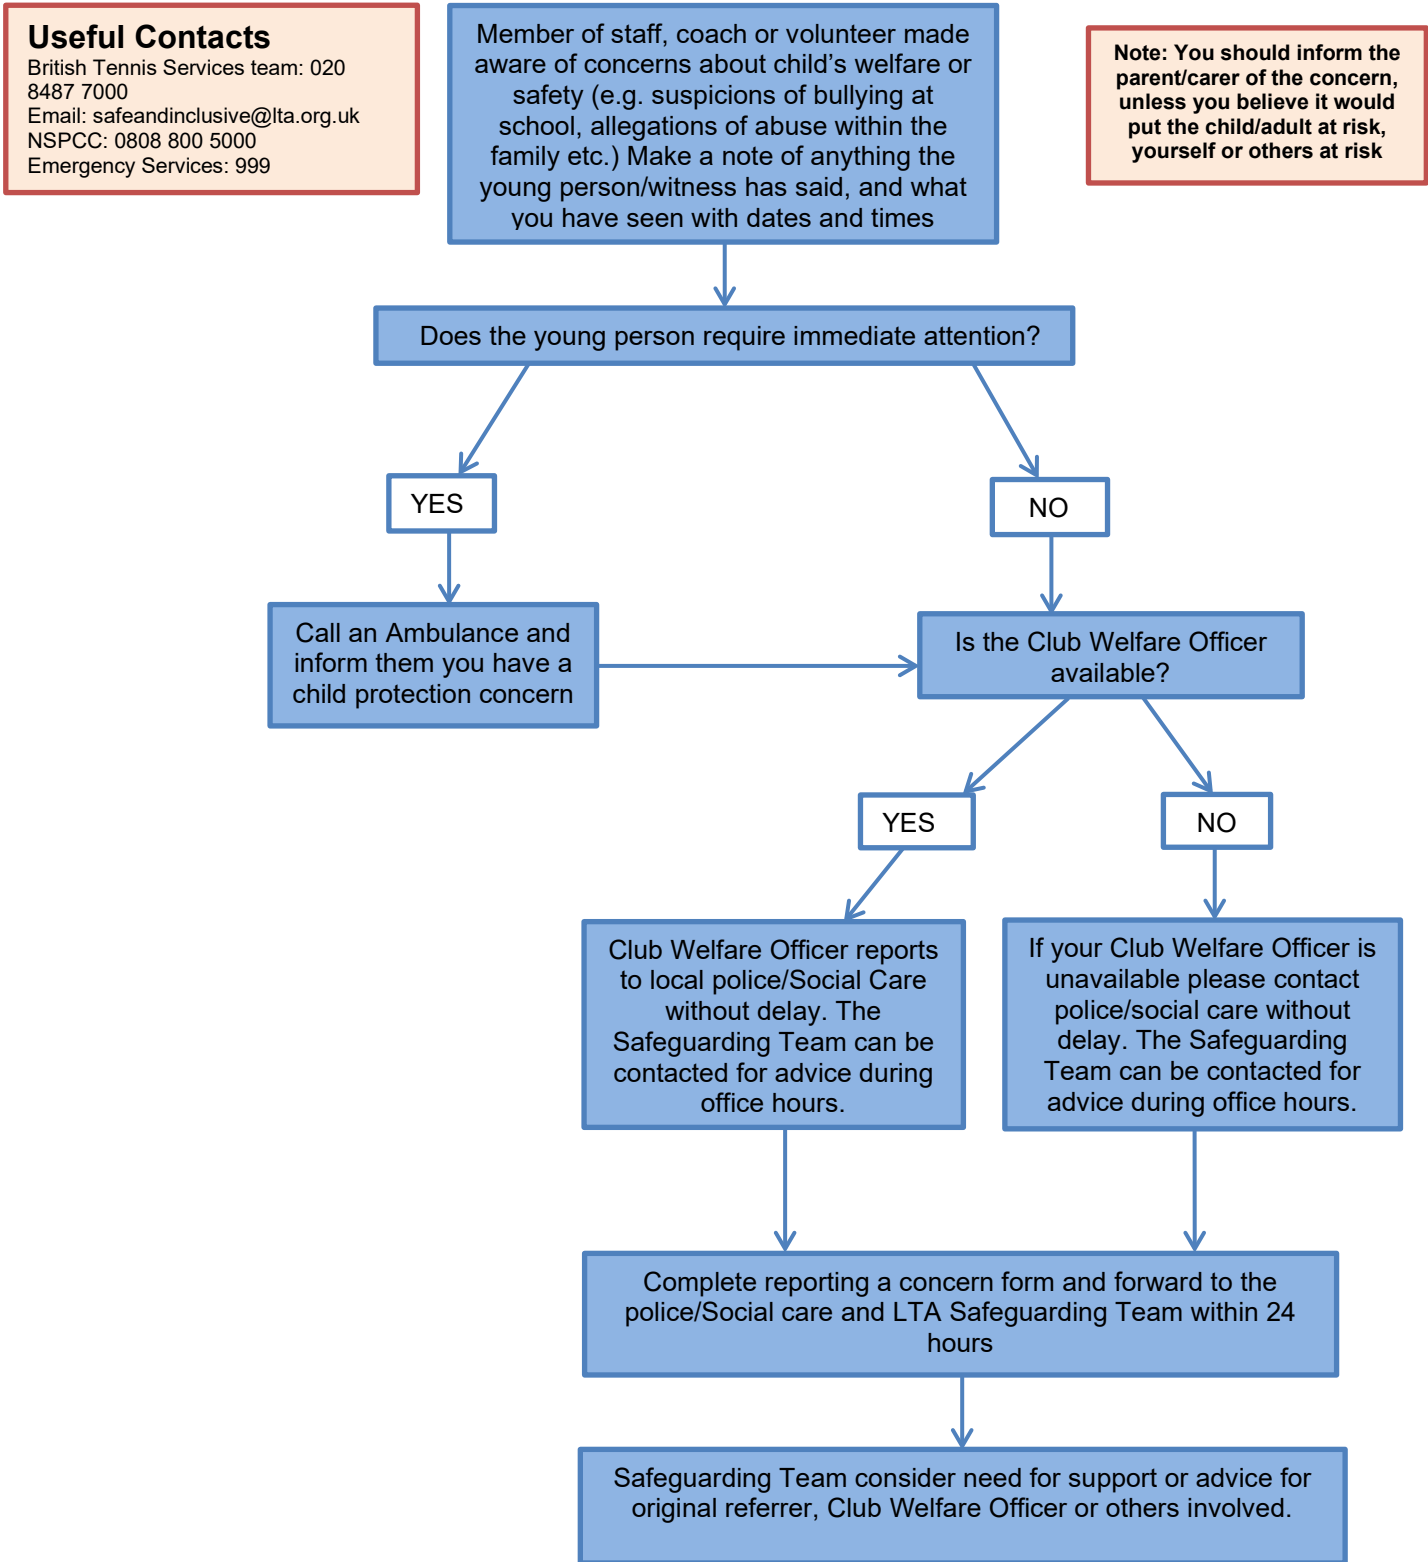 Useful Contacts
British Tennis Services team: 020
8487 7000
Email: safeandinclusive@lta.org.uk
NSPCC: 0808 800 5000
Emergency Services: 999
Member of staff, coach or volunteer made
aware of concerns about child’s welfare or
safety (e.g. suspicions of bullying at
school, allegations of abuse within the
family etc.) Make a note of anything the
young person/witness has said, and what
you have seen with dates and times
Note: You should inform the
parent/carer of the concern,
unless you believe it would
put the child/adult at risk,
yourself or others at risk
Does the young person require immediate attention?
YES
NO
Call an Ambulance and
inform them you have a
child protection concern
Is the Club Welfare Officer
available?
YES
NO
Club Welfare Officer reports
to local police/Social Care
without delay. The
Safeguarding Team can be
contacted for advice during
office hours.
If your Club Welfare Officer is
unavailable please contact
police/social care without
delay. The Safeguarding
Team can be contacted for
advice during office hours.
Complete reporting a concern form and forward to the
police/Social care and LTA Safeguarding Team within 24
hours
Safeguarding Team consider need for support or advice for
original referrer, Club Welfare Officer or others involved.